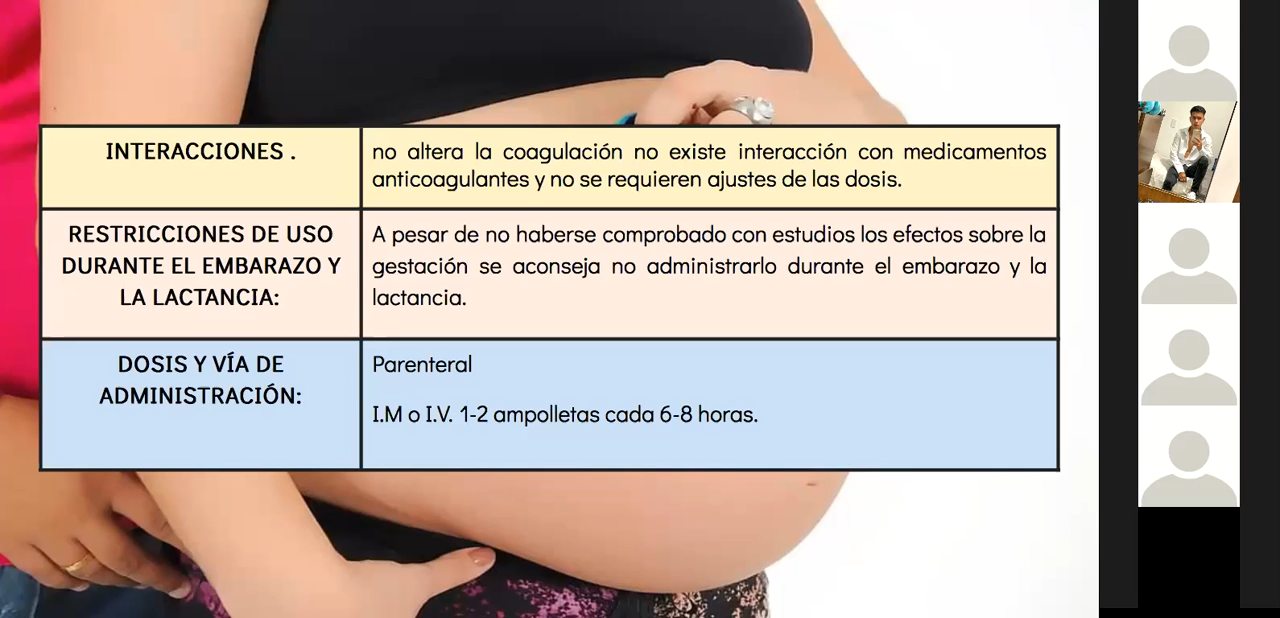 INTERACCIONES .
no altera la coagulación no existe interacción con medicamentos
anticoagulantes y no se requieren ajustes de las dosis.
RESTRICCIONES DE USO
DURANTE EL EMBARAZO Y
LA LACTANCIA:
A pesar de no haberse comprobado con estudios los efectos sobre la
gestación se aconseja no administrarlo durante el embarazo y la
lactancia.
DOSIS Y VÍA DE
ADMINISTRACIÓN:
Parenteral
I.M o I.V. 1-2 ampolletas cada 6-8 horas.